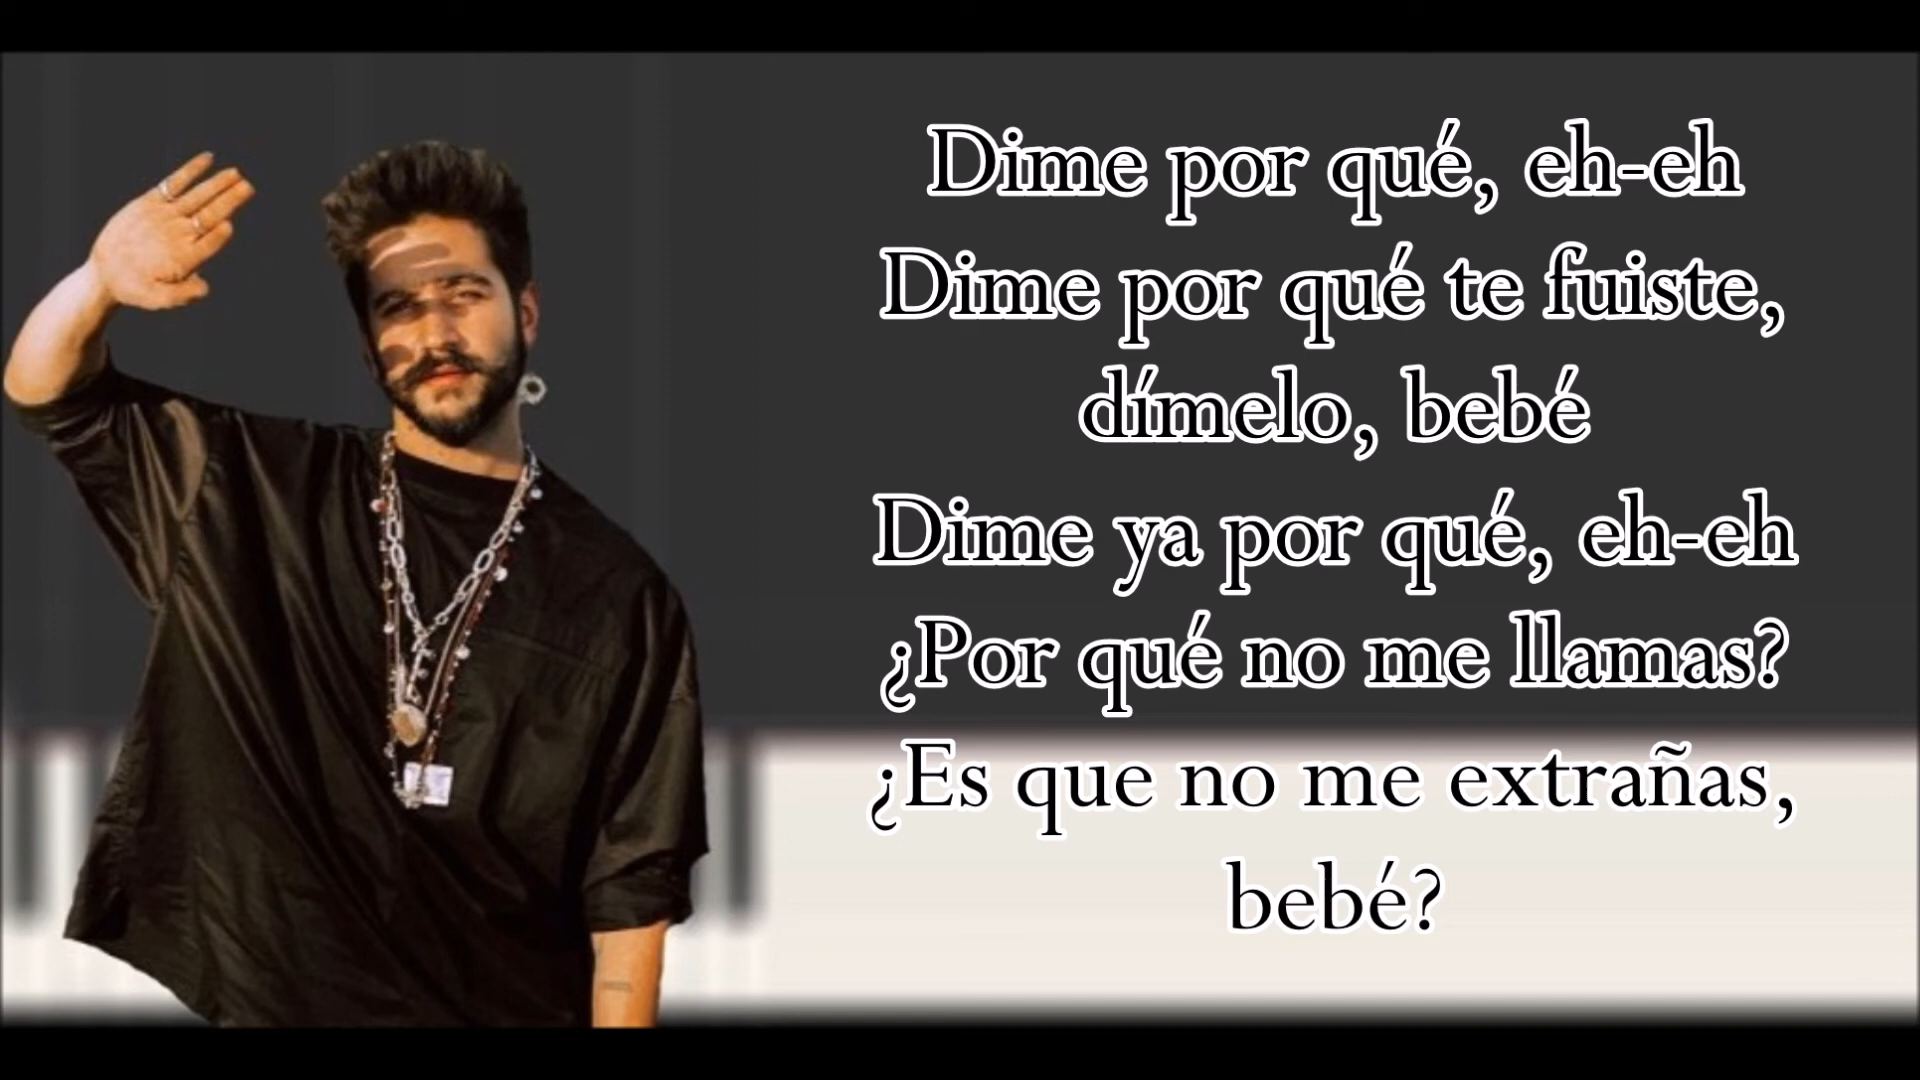 Dime por qué, eh-eh
Dime por qué te fuiste,
dímelo, bebé
Dime ya por qué, eh-eh
¿Por qué no me llamas?
¿Es que no me extrañas,
bebé?